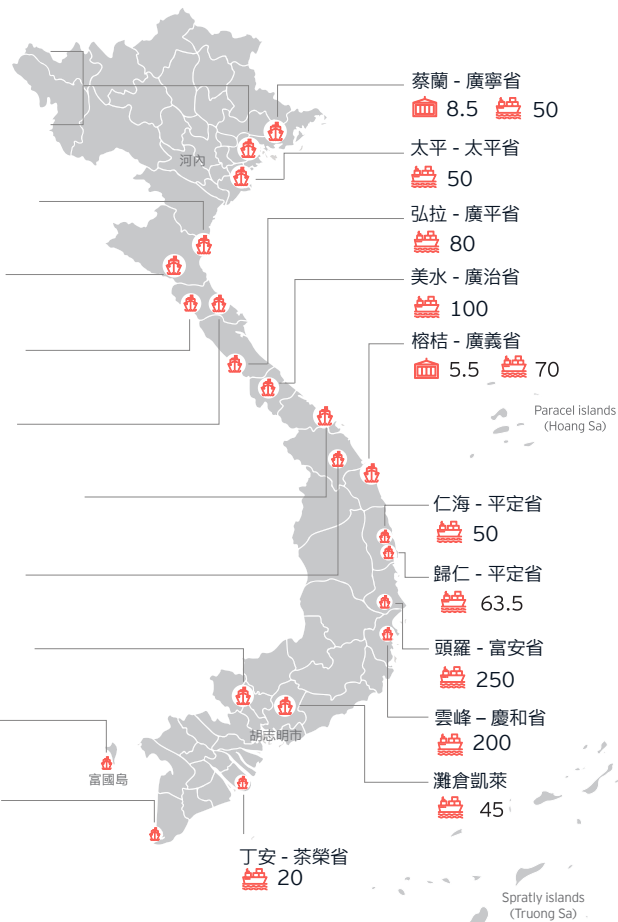 蔡蘭 - 廣寧省
8.5 50
太平 - 太平省
50
河內
弘拉 - 廣平省
80
美水 - 廣治省
100
榕桔 - 廣義省
5.5 70
Paracel islands
(Hoang Sa)
仁海 - 平定省
50
歸仁 - 平定省
63.5
頭羅 - 富安省
250
雲峰 – 慶和省
200
胡志明市
富國島
灘倉凱萊
45
丁安 - 茶榮省
20
Spratly islands
(Truong Sa)